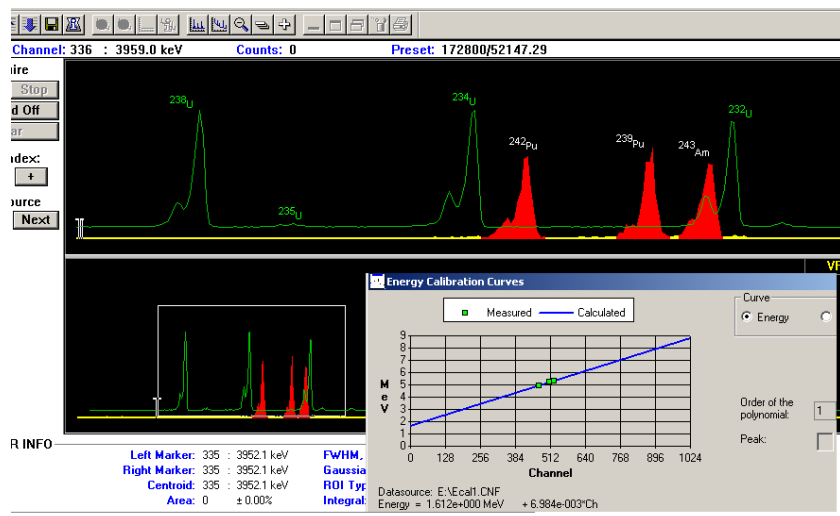 Channel: 336 : 3959.0 keV Counts: 0 Preset: 172800/52147.29
uire
Stop
d Off
ar
ndex:
+
ource
Next
238U
235U
234U
242Pu
239Pu
243Am
232U
Energy Calibration Curves
Measured Calculated
Curve
Energy
9
8
7
6
5
4
3
2
1
0
MeV
0 128 256 384 512 640 768 896 1024
Channel
Order of the polynomial: 1
Peak:
Datasource: E:\Ecal1.CNF
Energy = 1.612e+000 MeV + 6.984e-003*Ch
R INFO
Left Marker: 335 : 3952.1 keV FWHM,
Right Marker: 335 : 3952.1 keV Gaussia
Centroid: 335 : 3952.1 keV ROI Typ
Area: 0 ± 0.00% Integral: